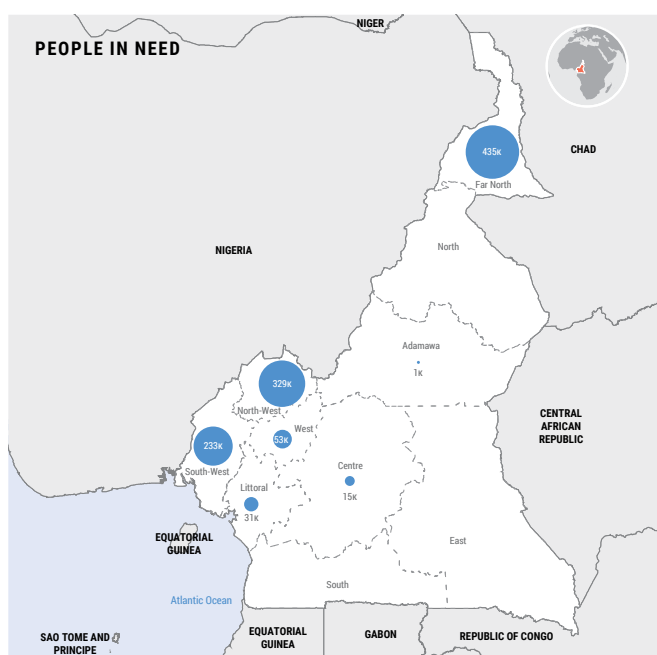 PEOPLE IN NEED
NIGER
CHAD
435K
Far North
NIGERIA
North
Adamawa
1K
329K
North-West
West
53K
233K
South-West
CENTRAL
AFRICAN
REPUBLIC
Centre
15K
Littoral
31K
EQUATORIAL
GUINEA
East
South
Atlantic Ocean
SAO TOME AND
PRINCIPE
EQUATORIAL
GUINEA
GABON
REPUBLIC OF CONGO